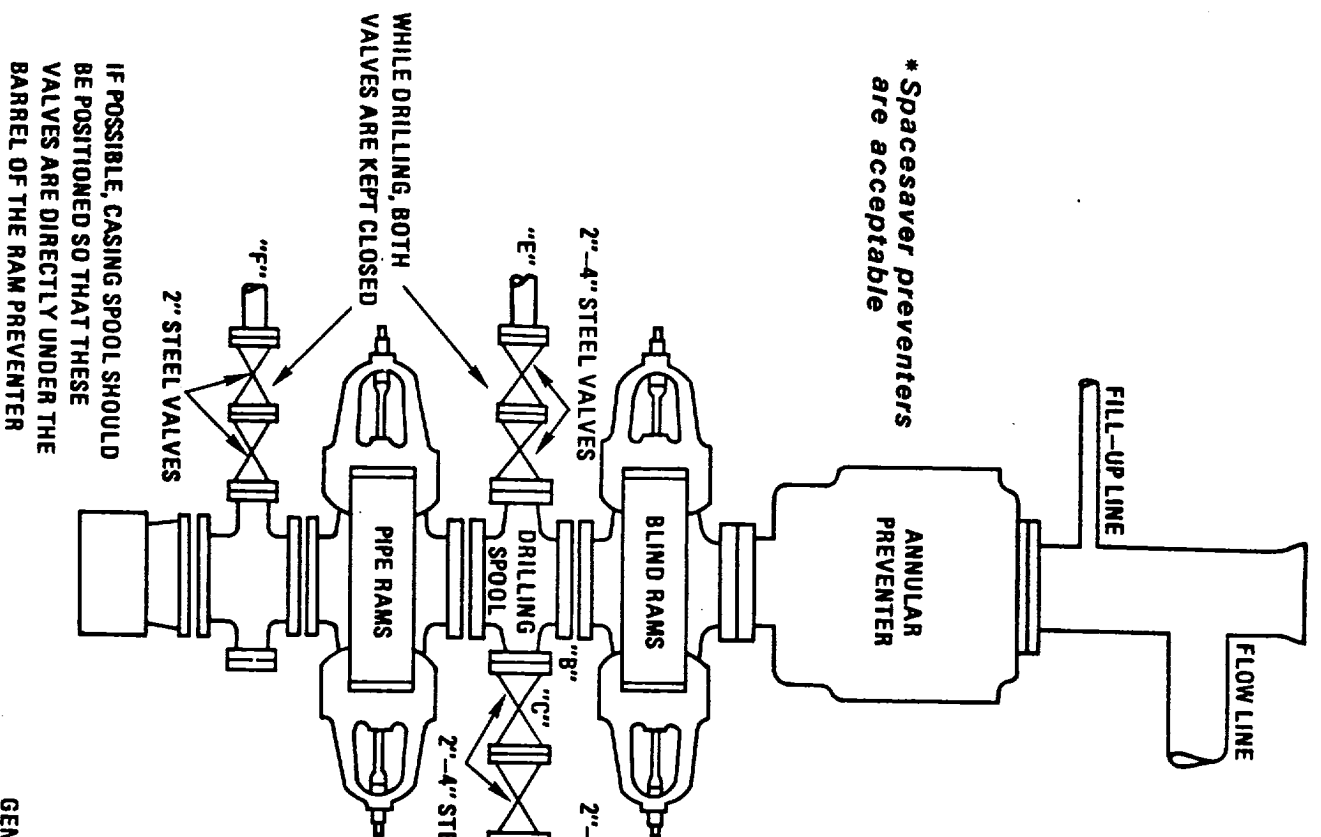 FILL-UP LINE
FLOW LINE
*Spacesaver preventers
are acceptable
ANNULAR
PREVENTER
BLIND RAMS
2"-4" STEEL VALVES
"E"
DRILLING
SPOOL
"B"
"C"
2"-4"
WHILE DRILLING, BOTH
VALVES ARE KEPT CLOSED
PIPE RAMS
"F"
2" STEEL VALVES
IF POSSIBLE, CASING SPOOL SHOULD
BE POSITIONED SO THAT THESE
VALVES ARE DIRECTLY UNDER THE
BARREL OF THE RAM PREVENTER